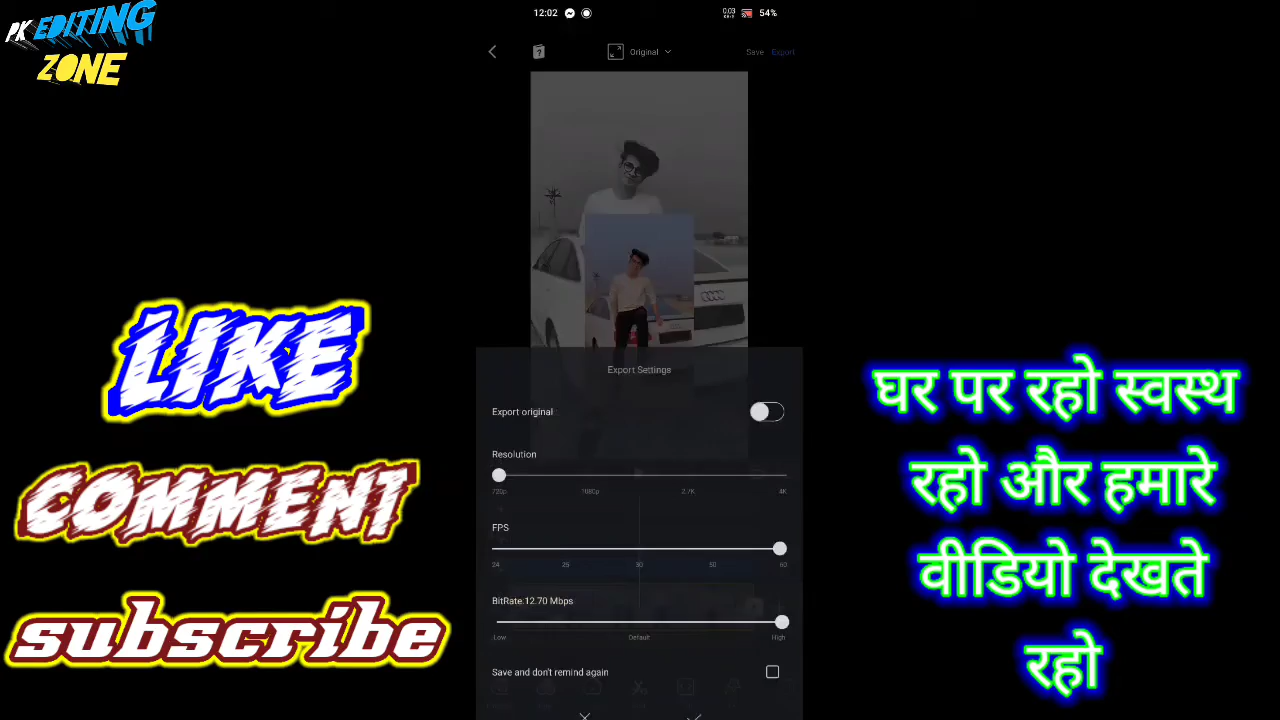 PK EDITING
ZONE
12:02
0.03
54%
Original
Save Export
LIKE
COMMENT
subscribe
Export Settings
Export original
Resolution
720p 1080p 2.7K 4K
FPS
24 25 30 50 60
BitRate:12.70 Mbps
Low Default High
Save and don't remind again
घर पर रहो स्वस्थ
रहो और हमारे
वीडियो देखते
रहो